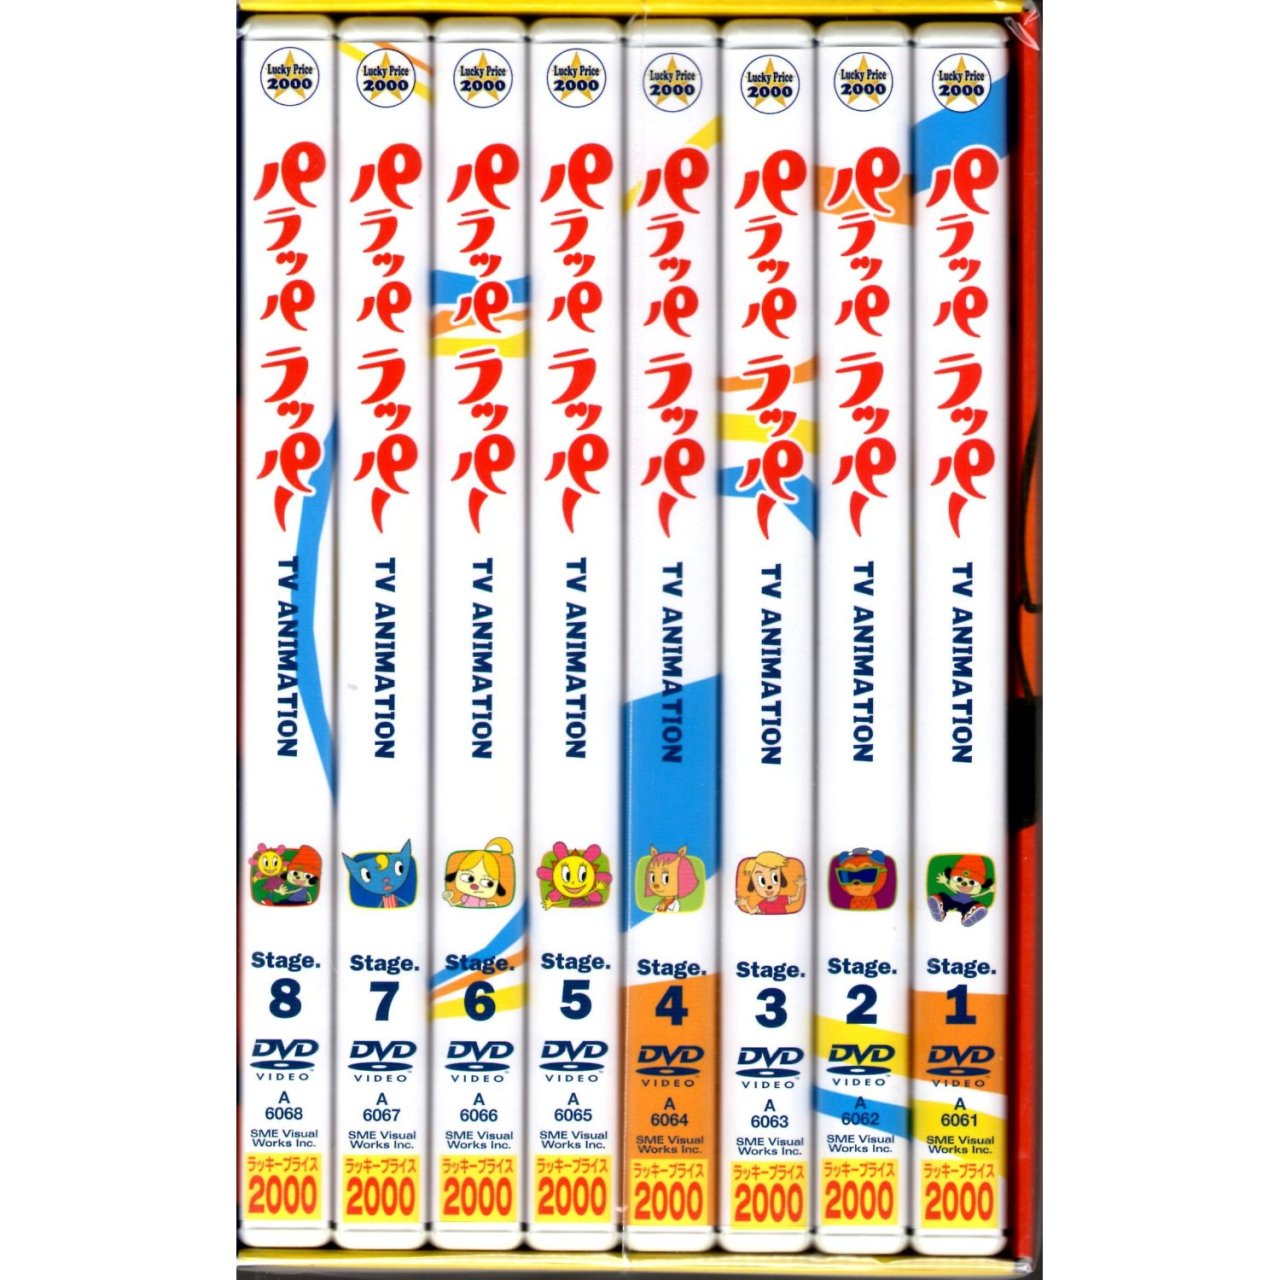 Lucky Price
2000
パラッパラッパー
TV ANIMATION
Stage.
8
DVD
VIDEO™
A
6068
SME Visual
Works Inc.
ラッキープライス
2000
Lucky Price
2000
パラッパラッパー
TV ANIMATION
Stage.
7
DVD
VIDEO™
A
6067
SME Visual
Works Inc.
ラッキープライス
2000
Lucky Price
2000
パラッパラッパー
TV ANIMATION
Stage.
6
DVD
VIDEO™
A
6066
SME Visual
Works Inc.
ラッキープライス
2000
Lucky Price
2000
パラッパラッパー
TV ANIMATION
Stage.
5
DVD
VIDEO™
A
6065
SME Visual
Works Inc.
ラッキープライス
2000
Lucky Price
2000
パラッパラッパー
TV ANIMATION
Stage.
4
DVD
VIDEO™
A
6064
SME Visual
Works Inc.
ラッキープライス
2000
Lucky Price
2000
パラッパラッパー
TV ANIMATION
Stage.
3
DVD
VIDEO™
A
6063
SME Visual
Works Inc.
ラッキープライス
2000
Lucky Price
2000
パラッパラッパー
TV ANIMATION
Stage.
2
DVD
VIDEO™
A
6062
SME Visual
Works Inc.
ラッキープライス
2000
Lucky Price
2000
パラッパラッパー
TV ANIMATION
Stage.
1
DVD
VIDEO™
A
6061
SME Visual
Works Inc.
ラッキープライス
2000